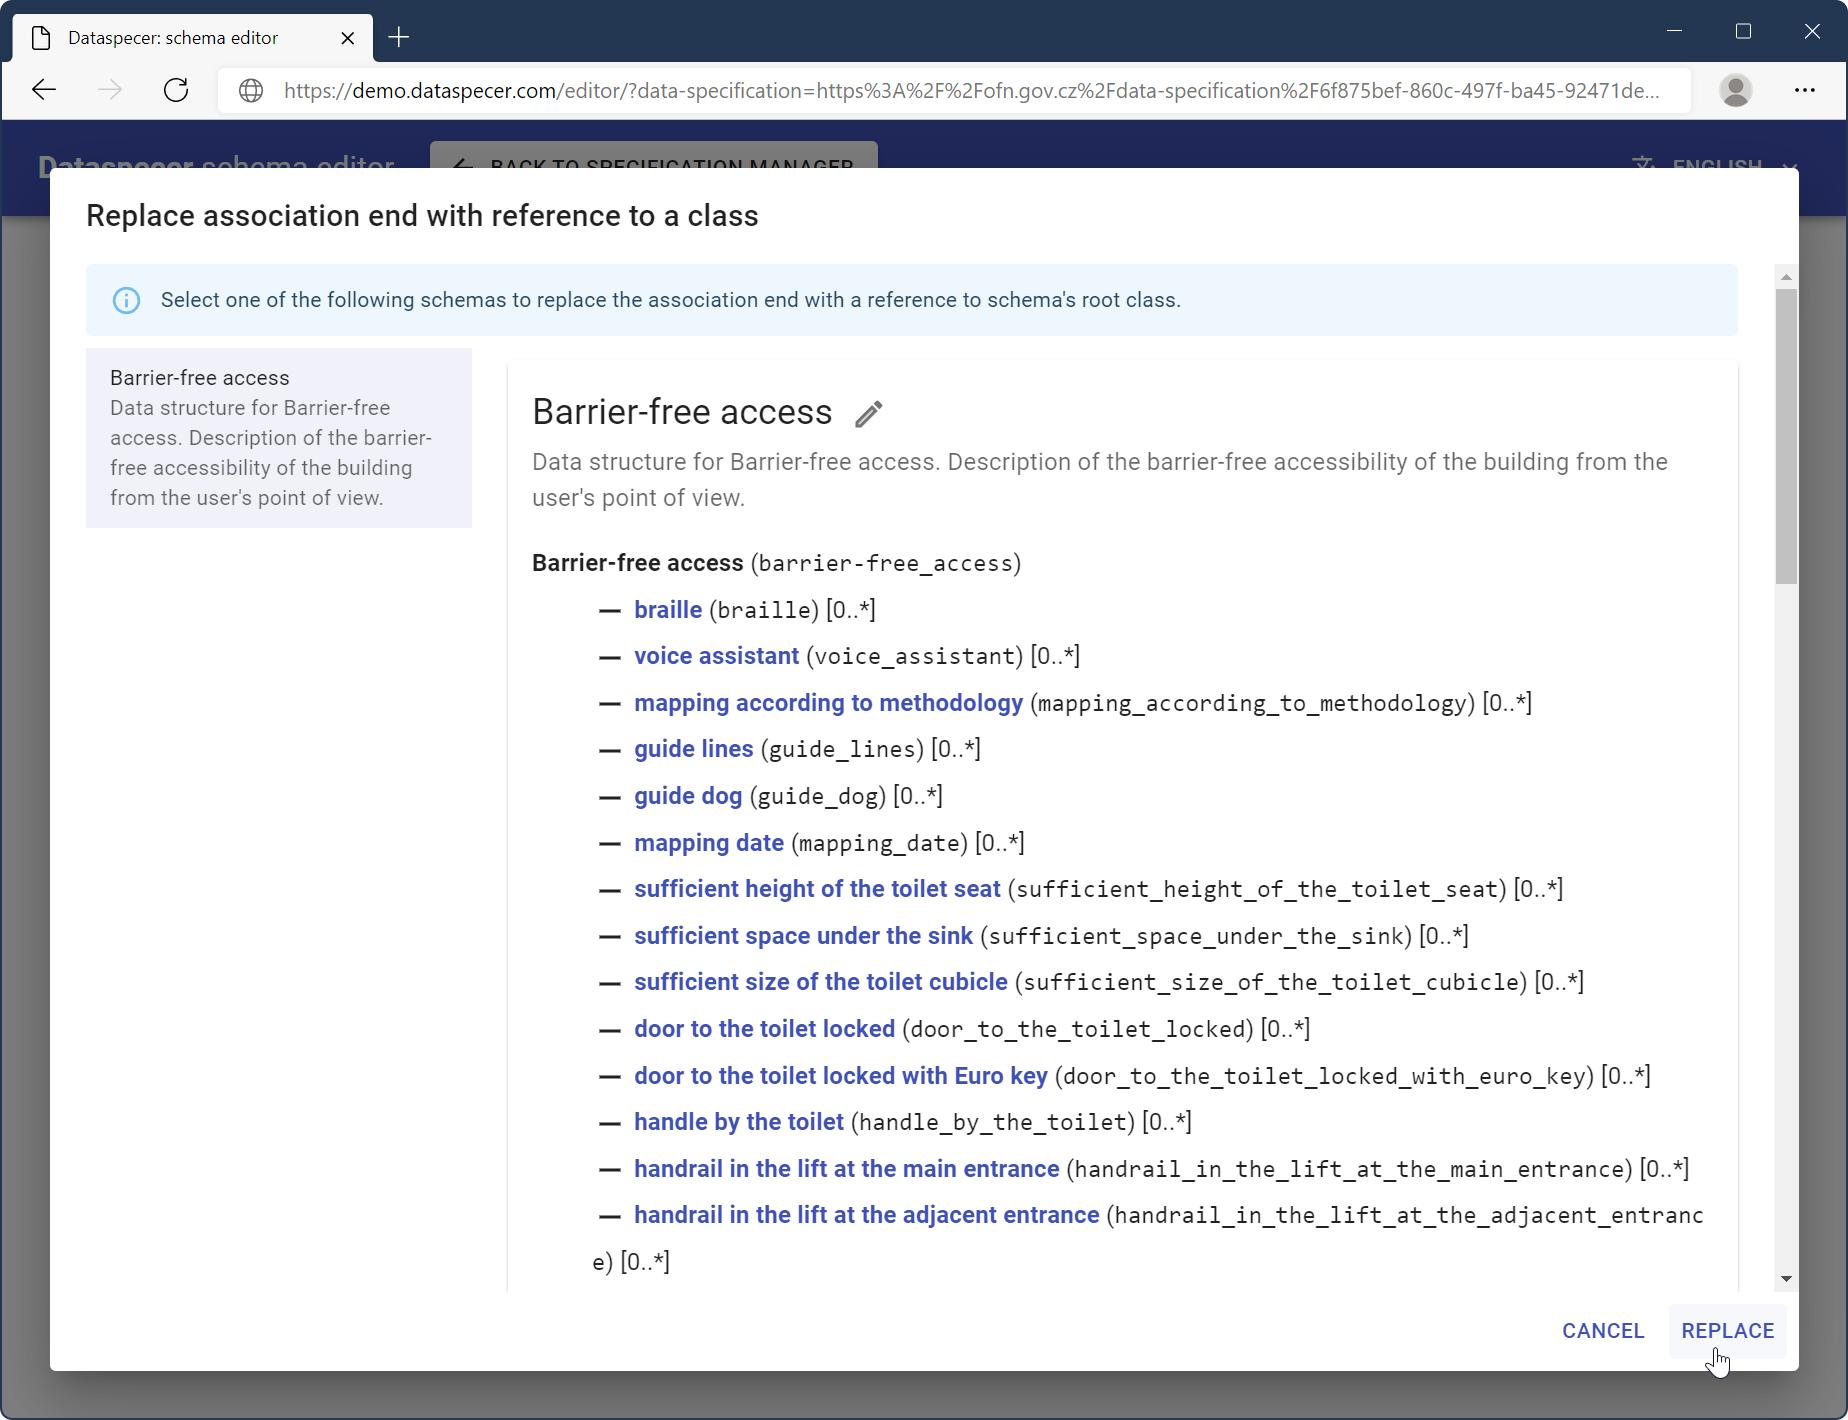 Dataspecer: schema editor
https://demo.dataspecer.com/editor/?data-specification=https%3A%2F%2Fofn.gov.cz%2Fdata-specification%2F6f875bef-860c-497f-ba45-92471de...
Dataspecer schema editor
BACK TO SPECIFICATION MANAGER
ENGLISH
Replace association end with reference to a class
Select one of the following schemas to replace the association end with a reference to schema's root class.
Barrier-free access
Data structure for Barrier-free
access. Description of the barrier-
free accessibility of the building
from the user's point of view.
Barrier-free access
Data structure for Barrier-free access. Description of the barrier-free accessibility of the building from the
user's point of view.
Barrier-free access (barrier-free_access)
— braille (braille) [0..*]
— voice assistant (voice_assistant) [0..*]
— mapping according to methodology (mapping_according_to_methodology) [0..*]
— guide lines (guide_lines) [0..*]
— guide dog (guide_dog) [0..*]
— mapping date (mapping_date) [0..*]
— sufficient height of the toilet seat (sufficient_height_of_the_toilet_seat) [0..*]
— sufficient space under the sink (sufficient_space_under_the_sink) [0..*]
— sufficient size of the toilet cubicle (sufficient_size_of_the_toilet_cubicle) [0..*]
— door to the toilet locked (door_to_the_toilet_locked) [0..*]
— door to the toilet locked with Euro key (door_to_the_toilet_locked_with_euro_key) [0..*]
— handle by the toilet (handle_by_the_toilet) [0..*]
— handrail in the lift at the main entrance (handrail_in_the_lift_at_the_main_entrance) [0..*]
— handrail in the lift at the adjacent entrance (handrail_in_the_lift_at_the_adjacent_entranc
e) [0..*]
CANCEL
REPLACE